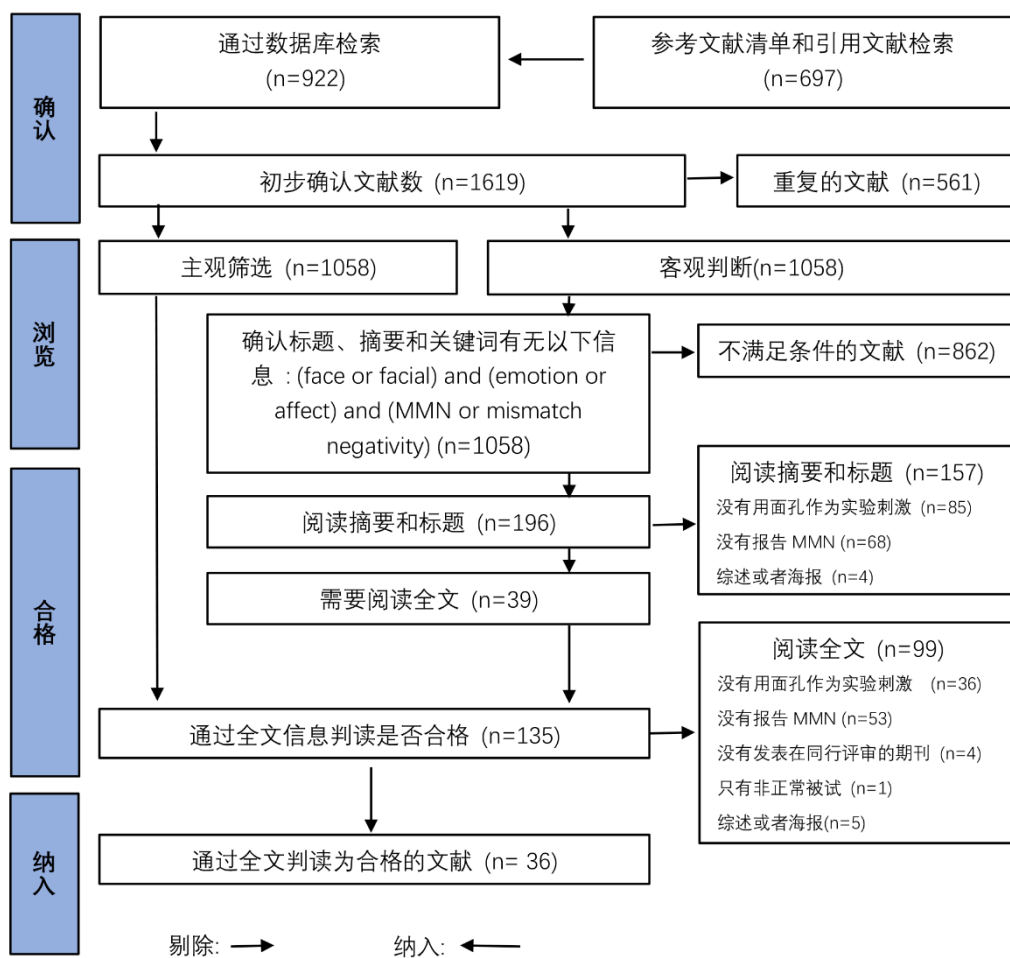 确认
通过数据库检索
(n=922)
参考文献清单和引用文献检索
(n=697)
初步确认文献数 (n=1619)
重复的文献 (n=561)
浏览
主观筛选 (n=1058)
客观判断(n=1058)
确认标题、摘要和关键词有无以下信
息 : (face or facial) and (emotion or
affect) and (MMN or mismatch
negativity) (n=1058)
不满足条件的文献 (n=862)
合格
阅读摘要和标题 (n=196)
阅读摘要和标题 (n=157)
没有用面孔作为实验刺激 (n=85)
没有报告 MMN (n=68)
综述或者海报 (n=4)
需要阅读全文 (n=39)
通过全文信息判读是否合格 (n=135)
阅读全文 (n=99)
没有用面孔作为实验刺激 (n=36)
没有报告 MMN (n=53)
没有发表在同行评审的期刊 (n=4)
只有非正常被试 (n=1)
综述或者海报(n=5)
纳入
通过全文判读为合格的文献 (n= 36)
剔除:
纳入: